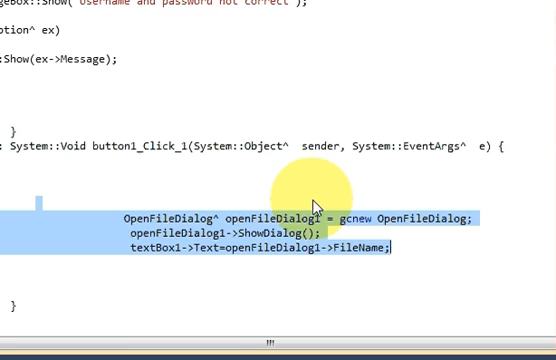 geBox::Show("Username and password not correct");
ption^ ex)
:Show(ex->Message);
}
: System::Void button1_Click_1(System::Object^  sender, System::EventArgs^  e) {
OpenFileDialog^ openFileDialog1 = gcnew OpenFileDialog;
openFileDialog1->ShowDialog();
textBox1->Text=openFileDialog1->FileName;
}